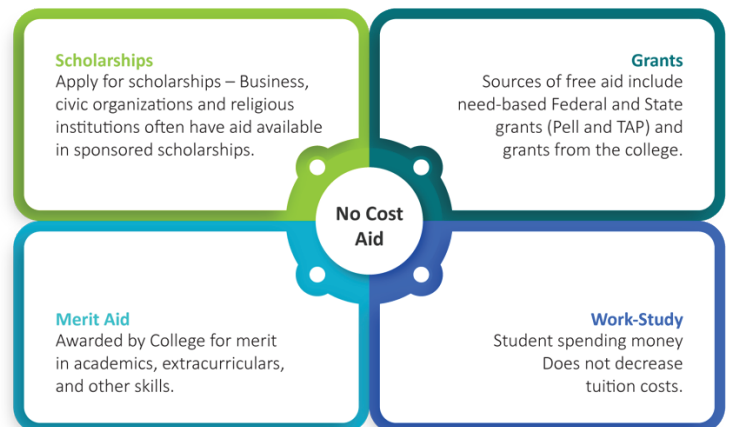 Scholarships
Apply for scholarships – Business,
civic organizations and religious
institutions often have aid available
in sponsored scholarships.
Grants
Sources of free aid include
need-based Federal and State
grants (Pell and TAP) and
grants from the college.
No Cost
Aid
Merit Aid
Awarded by College for merit
in academics, extracurriculars,
and other skills.
Work-Study
Student spending money
Does not decrease
tuition costs.